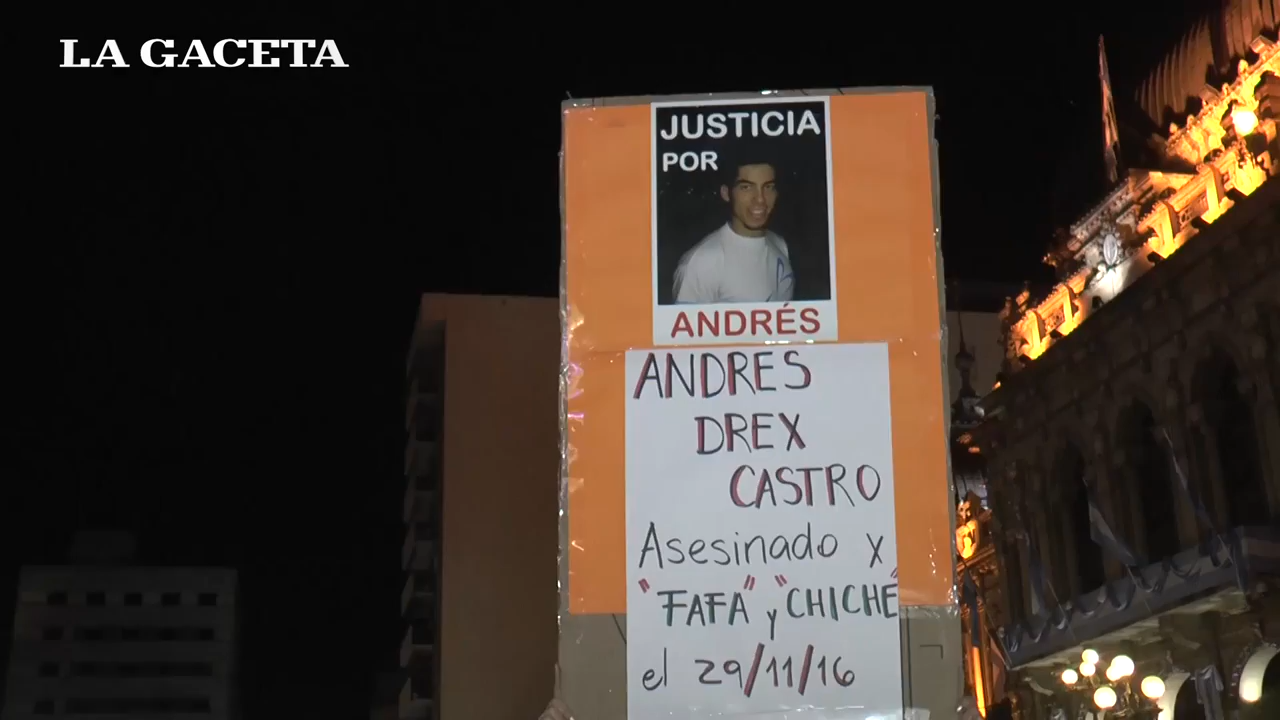 LA GACETA
JUSTICIA
POR
ANDRÉS
ANDRES
DREX
CASTRO
Asesinado x
"FAFA" y "CHICHE"
el 29/11/16